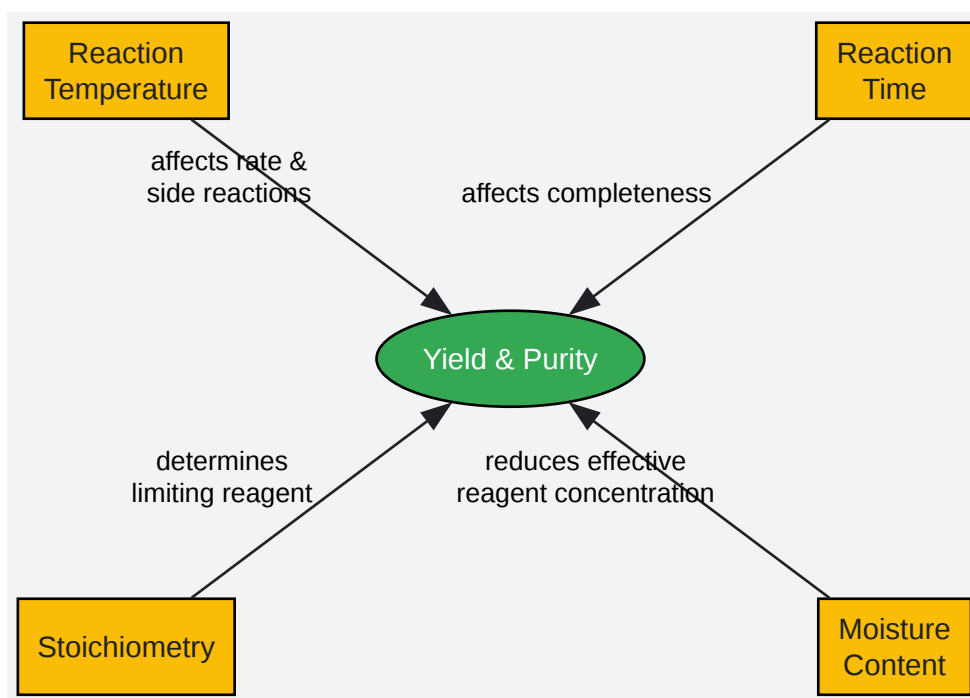 Reaction
Temperature
Reaction
Time
affects rate &
side reactions
affects completeness
Yield & Purity
determines
limiting reagent
reduces effective
reagent concentration
Stoichiometry
Moisture
Content